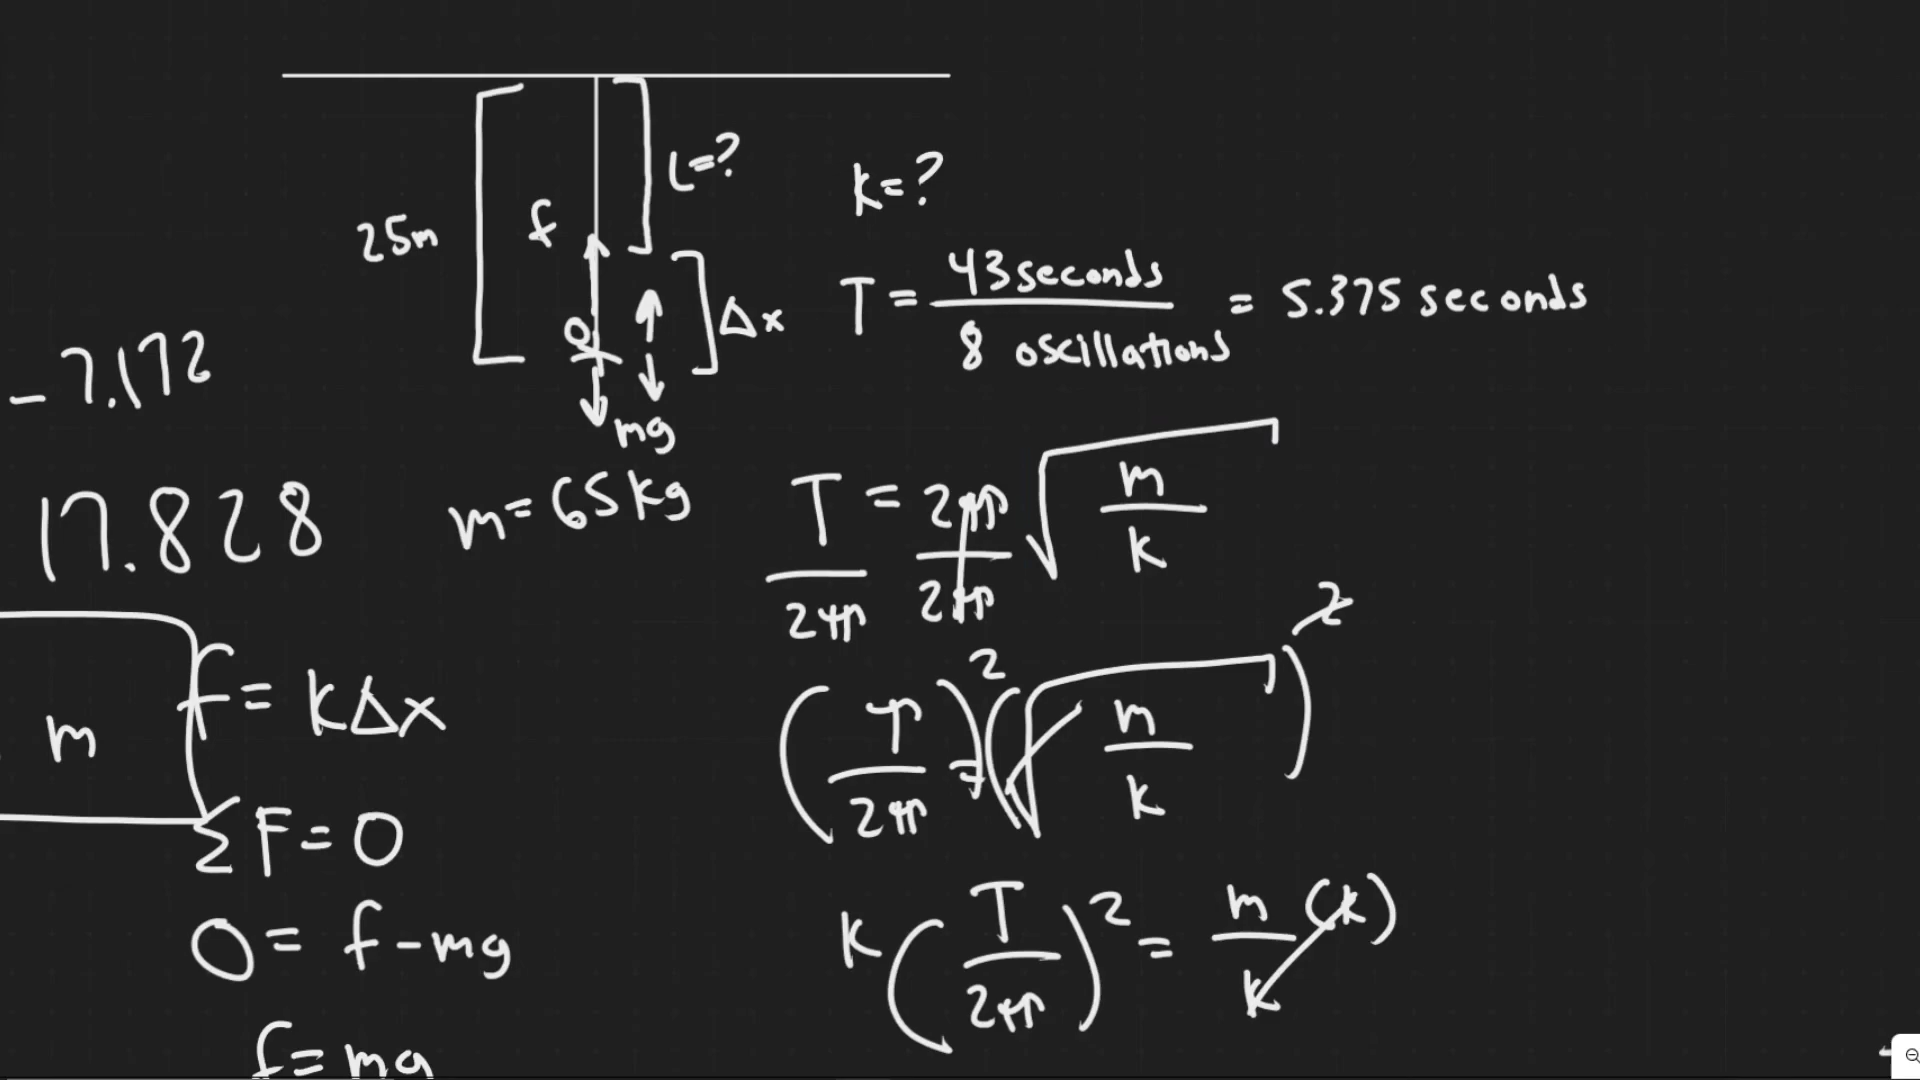 L=?
k=?
f
25m
Δx
T = 43 seconds / 8 oscillations = 5.375 seconds
mg
- 7.172
17.828
m = 65kg
T / 2π = 2π / 2π √(m / k)
(T / 2π)² = (√(m / k))²
m
f = kΔx
ΣF = 0
k (T / 2π)² = m / k (k)
0 = f - mg
f = mg